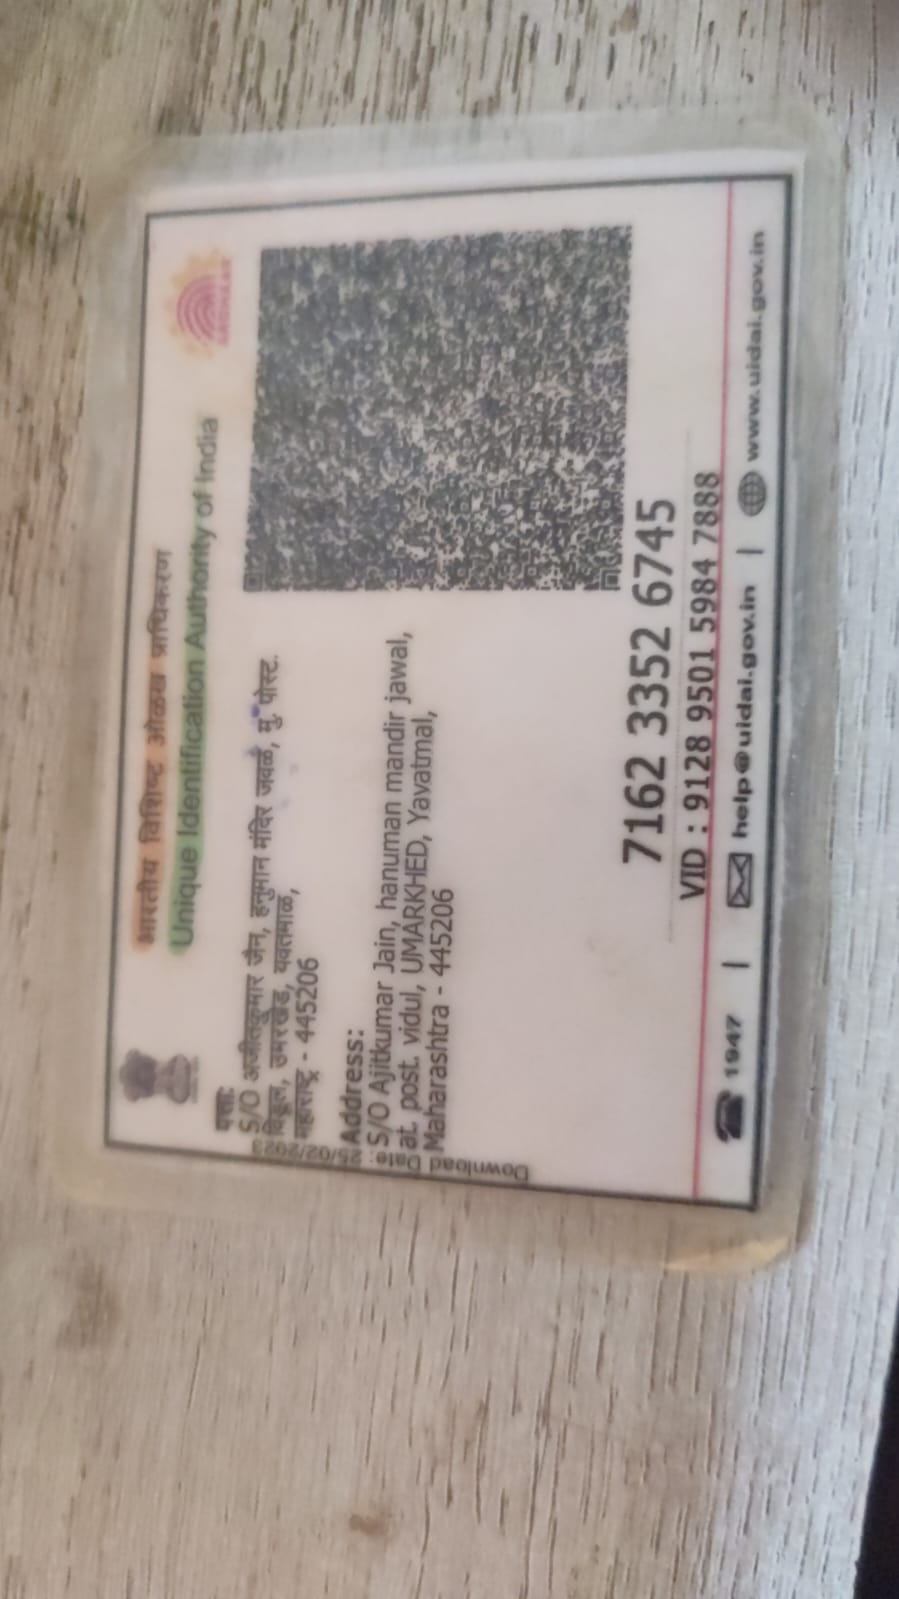 भारतीय विशिष्ट ओळख प्राधिकरण
Unique Identification Authority of India
AADHAAR
पत्ता:
S/O अजीतकुमार जैन, हनुमान मंदिर जवळ, मु. पोस्ट.
विडूल, उमरखेड, यवतमाळ,
महाराष्ट्र - 445206
Address:
S/O Ajitkumar Jain, hanuman mandir jawal,
at. post. vidul, UMARKHED, Yavatmal,
Maharashtra - 445206
Download Date: 25/02/2023
7162 3352 6745
VID : 9128 9501 5984 7888
1947 | help@uidai.gov.in | www.uidai.gov.in